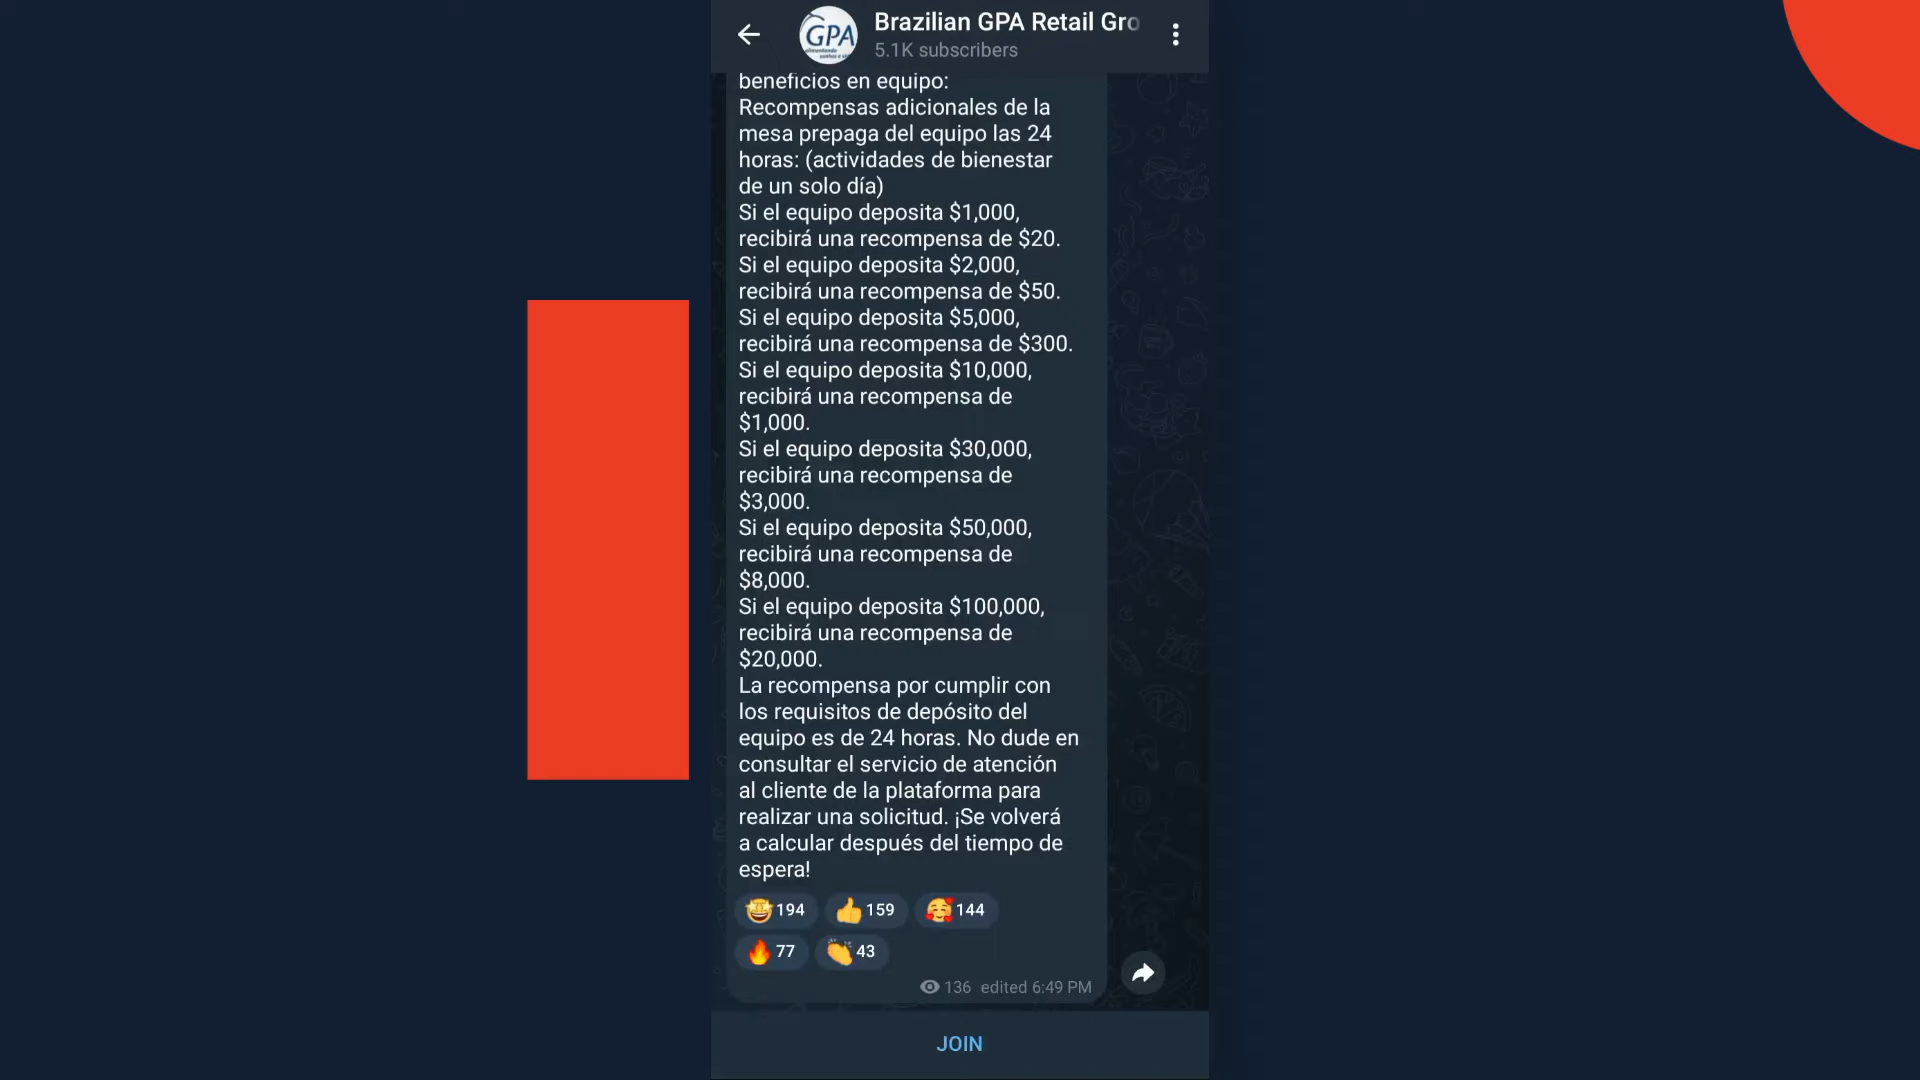 Brazilian GPA Retail Gro
5.1K subscribers
GPA
beneficios en equipo:
Recompensas adicionales de la
mesa prepaga del equipo las 24
horas: (actividades de bienestar
de un solo día)
Si el equipo deposita $1,000,
recibirá una recompensa de $20.
Si el equipo deposita $2,000,
recibirá una recompensa de $50.
Si el equipo deposita $5,000,
recibirá una recompensa de $300.
Si el equipo deposita $10,000,
recibirá una recompensa de
$1,000.
Si el equipo deposita $30,000,
recibirá una recompensa de
$3,000.
Si el equipo deposita $50,000,
recibirá una recompensa de
$8,000.
Si el equipo deposita $100,000,
recibirá una recompensa de
$20,000.
La recompensa por cumplir con
los requisitos de depósito del
equipo es de 24 horas. No dude en
consultar el servicio de atención
al cliente de la plataforma para
realizar una solicitud. ¡Se volverá
a calcular después del tiempo de
espera!
194 159 144
77 43
136 edited 6:49 PM
JOIN